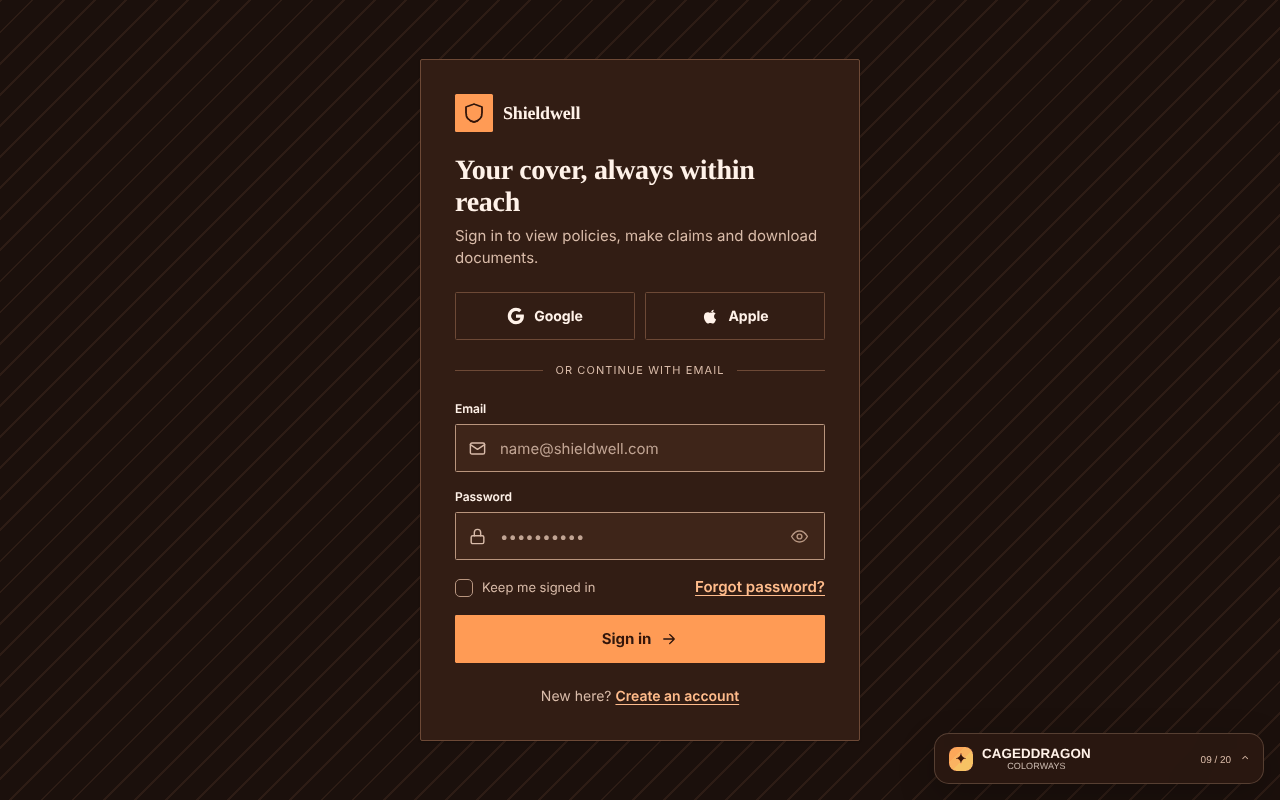 Shieldwell
Your cover, always within
reach
Sign in to view policies, make claims and download
documents.
Google
Apple
OR CONTINUE WITH EMAIL
Email
name@shieldwell.com
Password
••••••••••
Keep me signed in
Forgot password?
Sign in →
New here? Create an account
CAGEDDRAGON
COLORWAYS
09 / 20